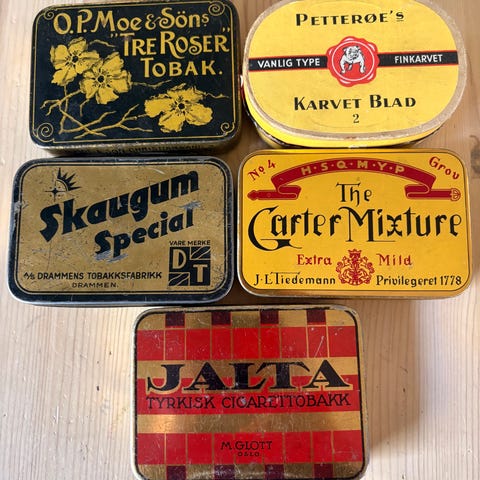 O.P. Moe & Söns
"TRE ROSER"
TOBAK.
PETTERØE's
VANLIG TYPE FINKARVET
KARVET BLAD
2
Skaugum
Special
VARE MERKE
D T
A/S DRAMMENS TOBAKKSFABRIKK
DRAMMEN.
No 4 H·S·Q·M·Y·P Grov
The
Carter Mixture
Extra Mild
J.L.Tiedemann Privilegeret 1778
JALTA
TYRKISK CIGARETTOBAKK
M.GLOTT
OSLO